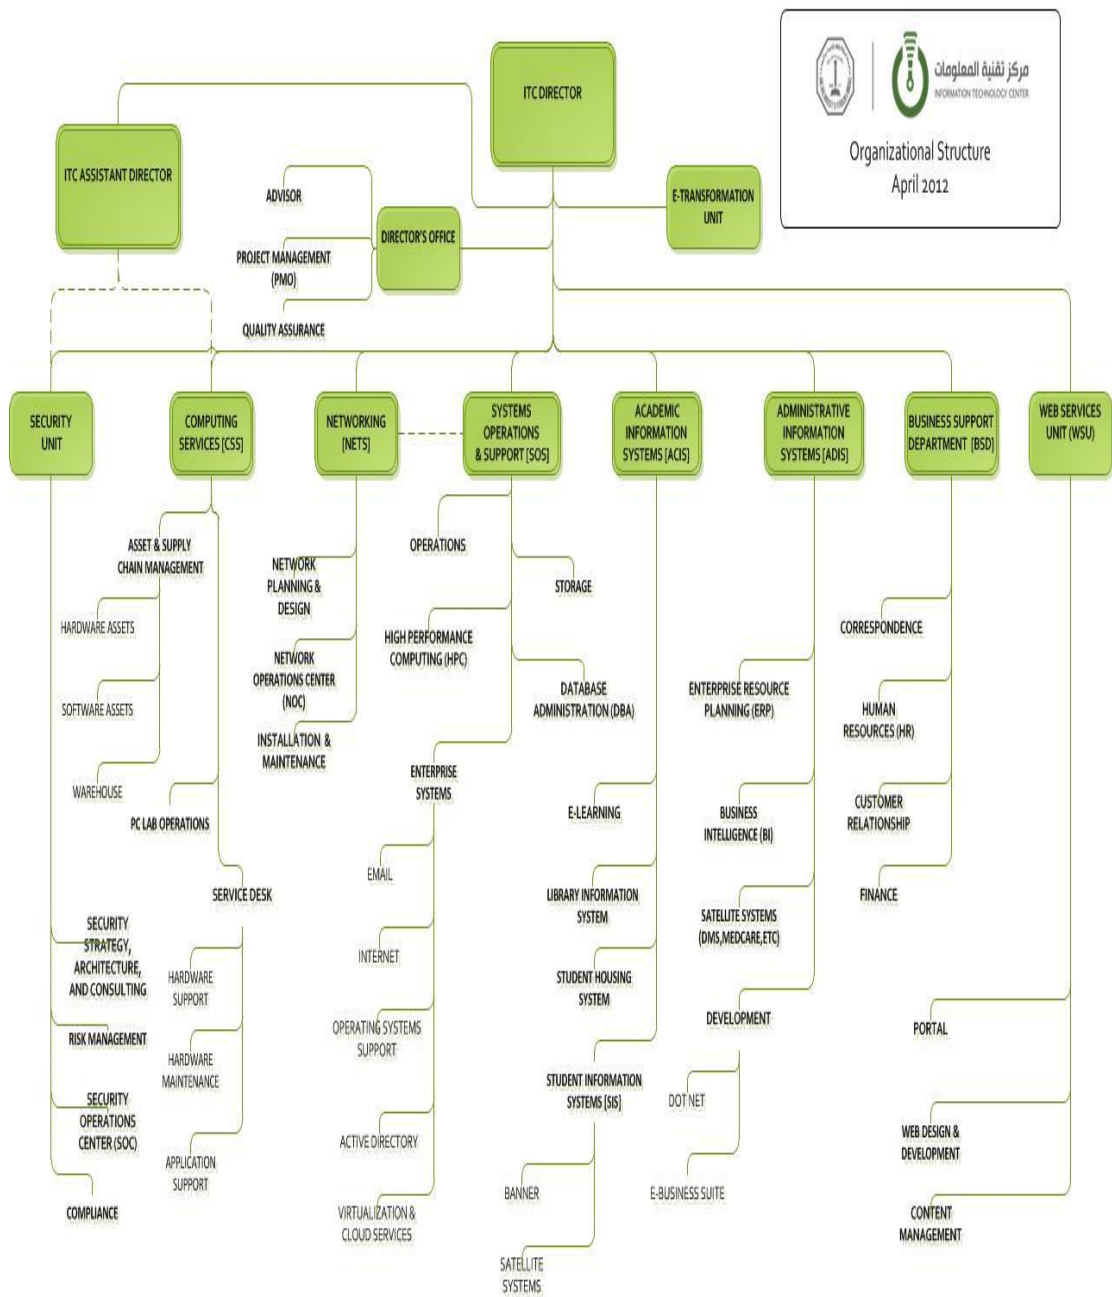 ITC DIRECTOR
مركز تقنية المعلومات
INFORMATION TECHNOLOGY CENTER
Organizational Structure
April 2012
ITC ASSISTANT DIRECTOR
ADVISOR
E-TRANSFORMATION
UNIT
DIRECTOR'S OFFICE
PROJECT MANAGEMENT
(PMO)
QUALITY ASSURANCE
SECURITY
UNIT
COMPUTING
SERVICES [CSS]
NETWORKING
[NETS]
SYSTEMS
OPERATIONS
& SUPPORT [SOS]
ACADEMIC
INFORMATION
SYSTEMS [ACIS]
ADMINISTRATIVE
INFORMATION
SYSTEMS [ADIS]
BUSINESS SUPPORT
DEPARTMENT [BSD]
WEB SERVICES
UNIT (WSU)
SECURITY
STRATEGY,
ARCHITECTURE,
AND CONSULTING
RISK MANAGEMENT
SECURITY
OPERATIONS
CENTER (SOC)
COMPLIANCE
ASSET & SUPPLY
CHAIN MANAGEMENT
HARDWARE ASSETS
SOFTWARE ASSETS
WAREHOUSE
PC LAB OPERATIONS
SERVICE DESK
HARDWARE
SUPPORT
HARDWARE
MAINTENANCE
APPLICATION
SUPPORT
NETWORK
PLANNING &
DESIGN
NETWORK
OPERATIONS CENTER
(NOC)
INSTALLATION &
MAINTENANCE
OPERATIONS
STORAGE
HIGH PERFORMANCE
COMPUTING (HPC)
DATABASE
ADMINISTRATION (DBA)
ENTERPRISE
SYSTEMS
EMAIL
INTERNET
OPERATING SYSTEMS
SUPPORT
ACTIVE DIRECTORY
VIRTUALIZATION &
CLOUD SERVICES
E-LEARNING
LIBRARY INFORMATION
SYSTEM
STUDENT HOUSING
SYSTEM
STUDENT INFORMATION
SYSTEMS [SIS]
BANNER
SATELLITE
SYSTEMS
ENTERPRISE RESOURCE
PLANNING (ERP)
BUSINESS
INTELLIGENCE (BI)
SATELLITE SYSTEMS
(DMS,MEDCARE,ETC)
DEVELOPMENT
DOT NET
E-BUSINESS SUITE
CORRESPONDENCE
HUMAN
RESOURCES (HR)
CUSTOMER
RELATIONSHIP
FINANCE
PORTAL
WEB DESIGN &
DEVELOPMENT
CONTENT
MANAGEMENT